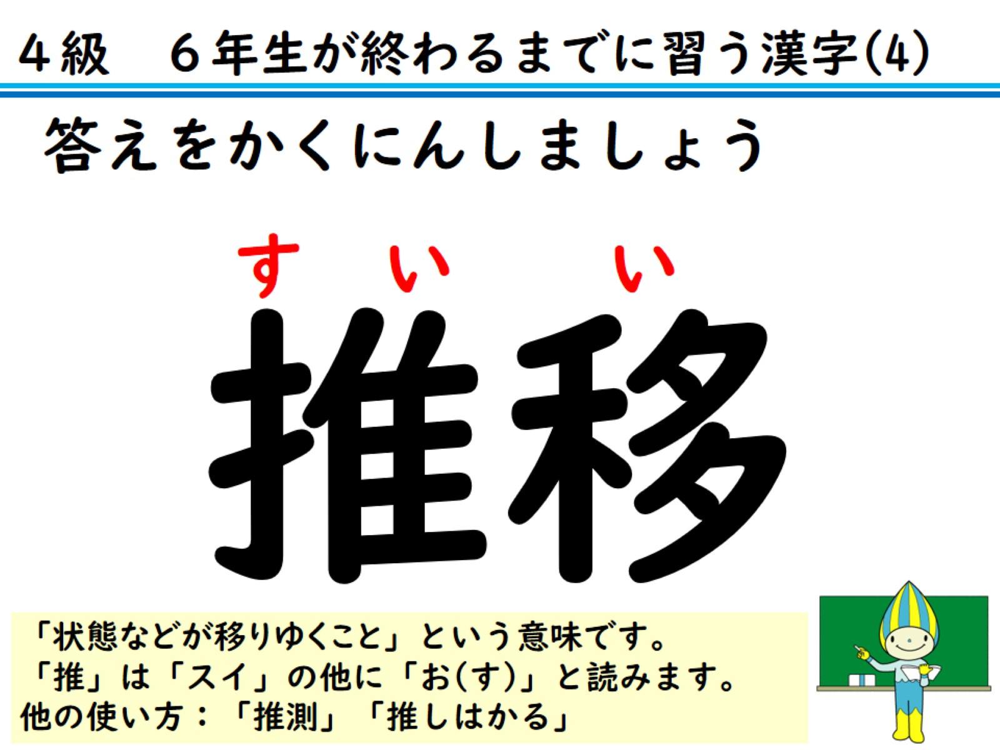 ４級　６年生が終わるまでに習う漢字(4)
答えをかくにんしましょう
すい　い
推移
「状態などが移りゆくこと」という意味です。
「推」は「スイ」の他に「お(す)」と読みます。
他の使い方：「推測」「推しはかる」